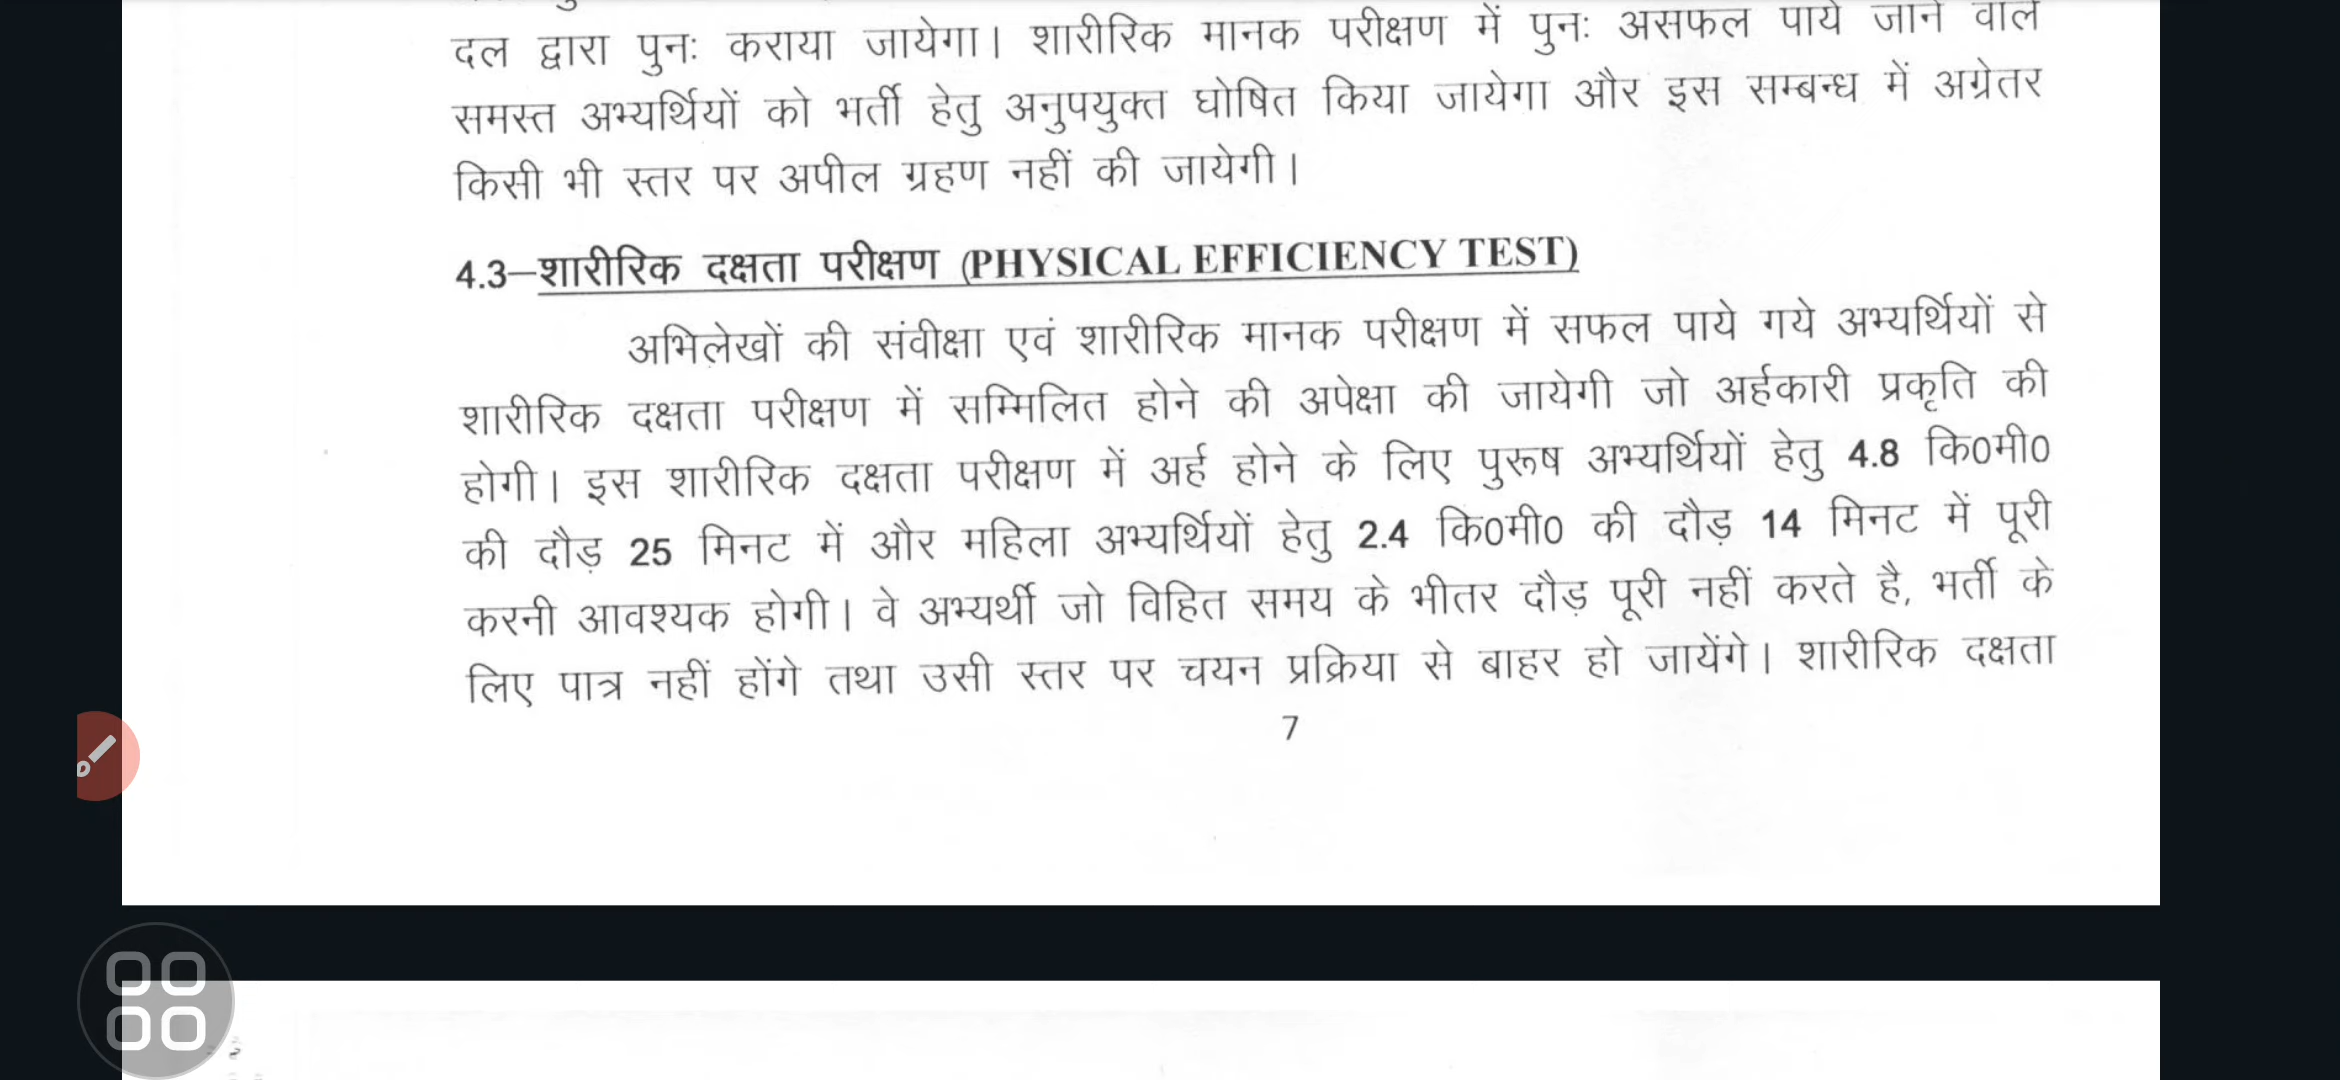 दल द्वारा पुनः कराया जायेगा। शारीरिक मानक परीक्षण में पुनः असफल पाये जाने वाले
समस्त अभ्यर्थियों को भर्ती हेतु अनुपयुक्त घोषित किया जायेगा और इस सम्बन्ध में अग्रेतर
किसी भी स्तर पर अपील ग्रहण नहीं की जायेगी।
4.3–शारीरिक दक्षता परीक्षण (PHYSICAL EFFICIENCY TEST)
अभिलेखों की संवीक्षा एवं शारीरिक मानक परीक्षण में सफल पाये गये अभ्यर्थियों से
शारीरिक दक्षता परीक्षण में सम्मिलित होने की अपेक्षा की जायेगी जो अर्हकारी प्रकृति की
होगी। इस शारीरिक दक्षता परीक्षण में अर्ह होने के लिए पुरूष अभ्यर्थियों हेतु 4.8 कि0मी0
की दौड़ 25 मिनट में और महिला अभ्यर्थियों हेतु 2.4 कि0मी0 की दौड़ 14 मिनट में पूरी
करनी आवश्यक होगी। वे अभ्यर्थी जो विहित समय के भीतर दौड़ पूरी नहीं करते है, भर्ती के
लिए पात्र नहीं होंगे तथा उसी स्तर पर चयन प्रक्रिया से बाहर हो जायेंगे। शारीरिक दक्षता
7